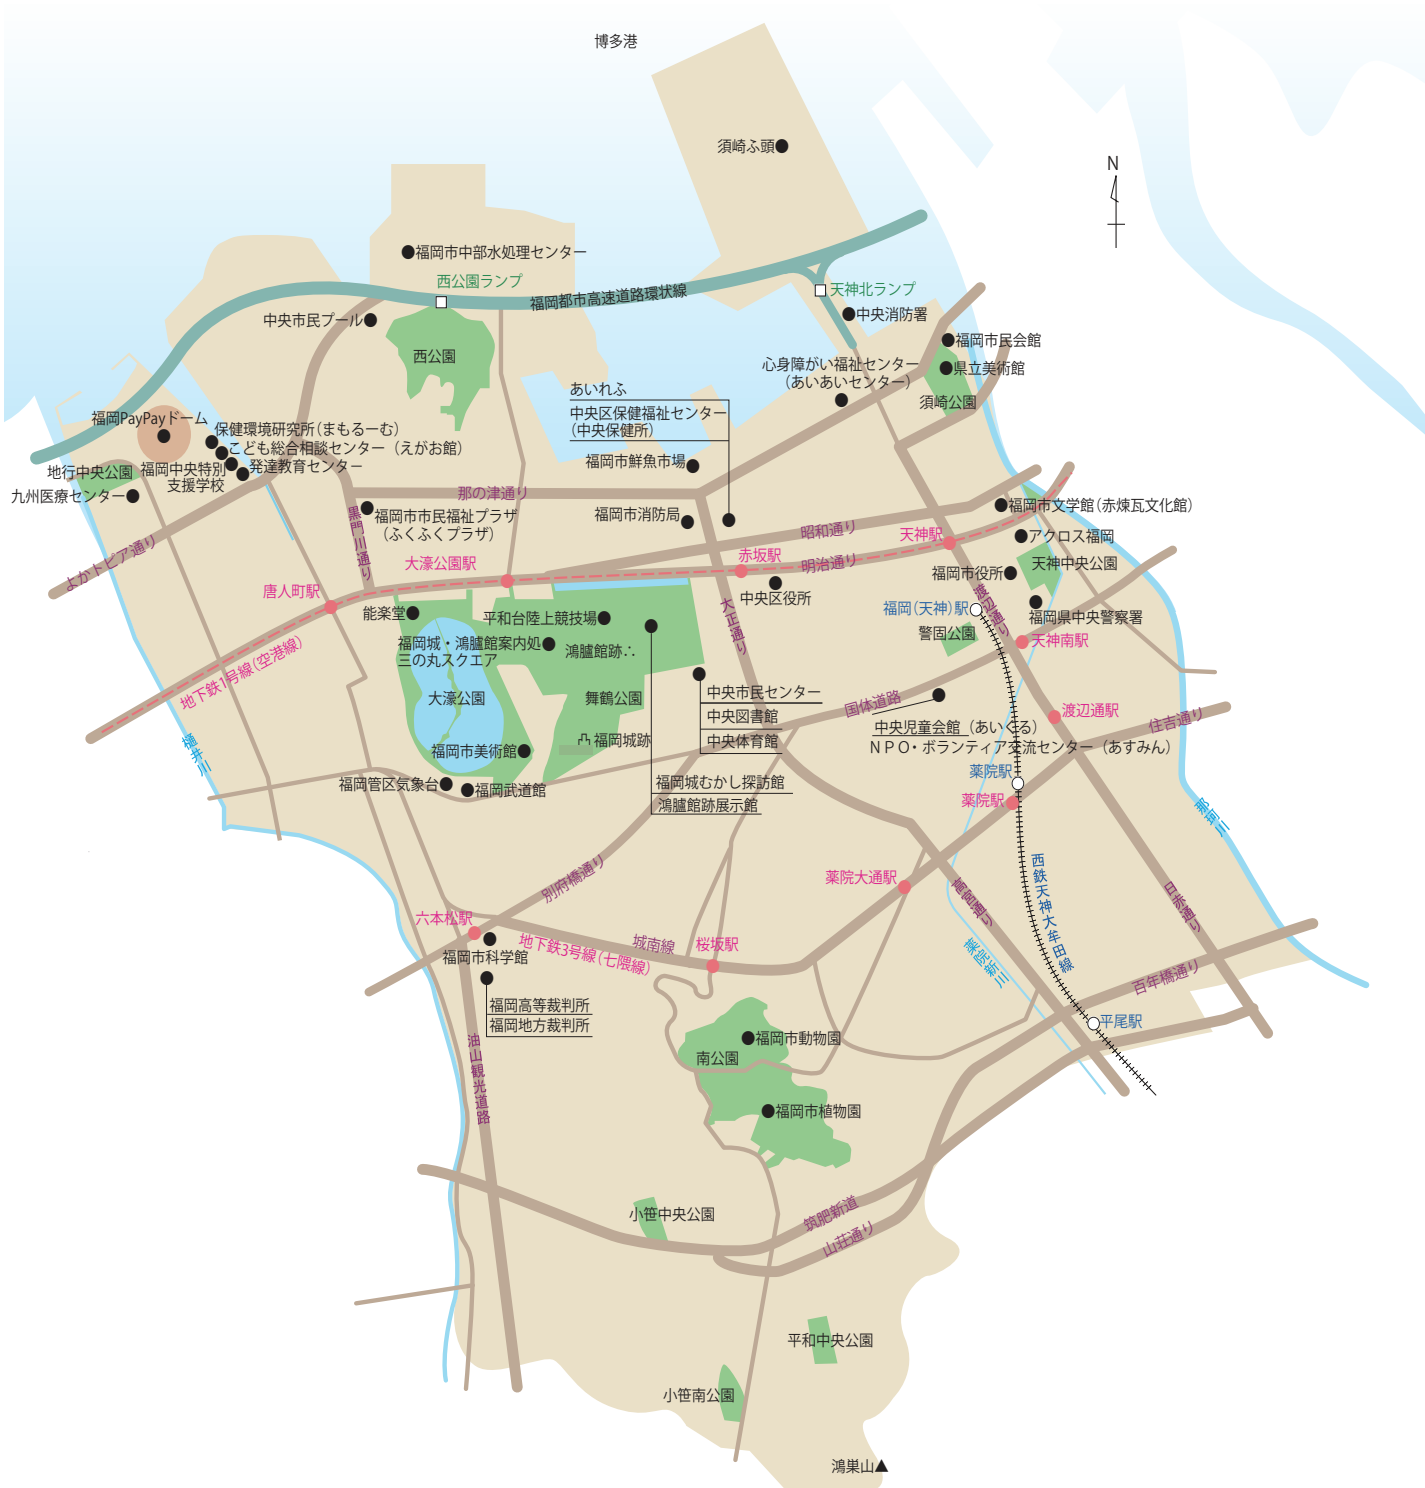 博多港
須崎ふ頭
N
福岡市中部水処理センター
西公園ランプ
福岡都市高速道路環状線
天神北ランプ
中央消防署
中央市民プール
西公園
福岡市民会館
県立美術館
須崎公園
心身障がい福祉センター
（あいあいセンター）
あいれふ
中央区保健福祉センター
（中央保健所）
福岡市鮮魚市場
福岡PayPayドーム
保健環境研究所（まもるーむ）
こども総合相談センター（えがお館）
発達教育センター
福岡中央特別
支援学校
地行中央公園
九州医療センター
よかトピア通り
那の津通り
黒門川通り
福岡市市民福祉プラザ
（ふくふくプラザ）
福岡市消防局
昭和通り
明治通り
天神駅
赤坂駅
大濠公園駅
唐人町駅
福岡市文学館（赤煉瓦文化館）
アクロス福岡
天神中央公園
福岡市役所
福岡県中央警察署
渡辺通り
福岡（天神）駅
警固公園
天神南駅
中央区役所
大正通り
能楽堂
平和台陸上競技場
福岡城・鴻臚館案内処
三の丸スクエア
鴻臚館跡∴
大濠公園
舞鶴公園
福岡城跡
福岡市美術館
福岡管区気象台
福岡武道館
地下鉄1号線（空港線）
樋井川
中央市民センター
中央図書館
中央体育館
福岡城むかし探訪館
鴻臚館跡展示館
国体道路
中央児童会館（あいくる）
NPO・ボランティア交流センター（あすみん）
渡辺通駅
住吉通り
薬院駅
薬院駅
那珂川
別府橋通り
薬院大通駅
西鉄天神大牟田線
高宮通り
日赤通り
薬院新川
百年橋通り
平尾駅
六本松駅
福岡市科学館
地下鉄3号線（七隈線）
城南線
桜坂駅
福岡高等裁判所
福岡地方裁判所
油山観光道路
福岡市動物園
南公園
福岡市植物園
小笹中央公園
筑肥新道
山荘通り
平和中央公園
小笹南公園
鴻巣山▲